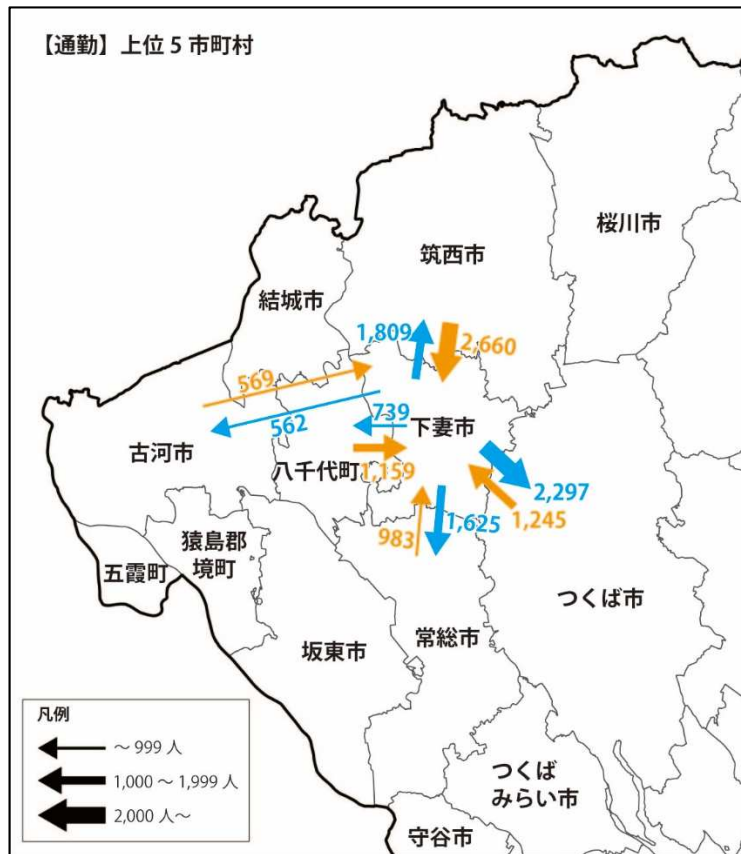 【通勤】上位5市町村
桜川市
筑西市
結城市
1,809
2,660
569
739
下妻市
562
古河市
八千代町
1,159
2,297
1,625
1,245
983
猿島郡
境町
五霞町
つくば市
坂東市
常総市
凡例
～999人
1,000～1,999人
2,000人～
つくば
みらい市
守谷市